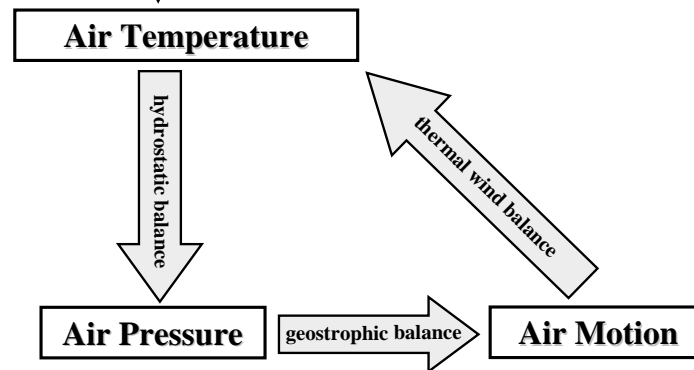 Air Temperature
hydrostatic balance
thermal wind balance
Air Pressure
geostrophic balance
Air Motion